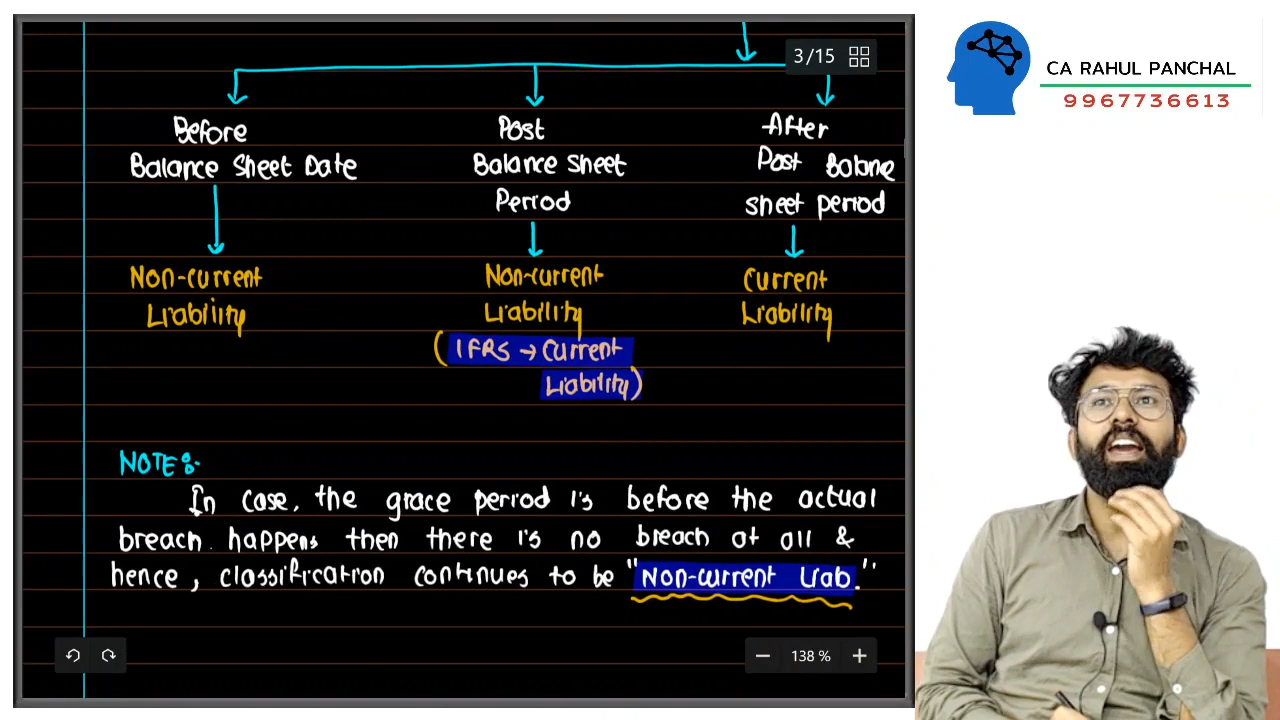 3/15
CA RAHUL PANCHAL
9967736613
Before
Balance Sheet Date
Non-current
Liability
Post
Balance Sheet
Period
Non-current
Liability
(IFRS → Current
Liability)
After
Post Balane
sheet period
Current
Liability
NOTE:-
In case, the grace period is before the actual
breach happens then there is no breach at all &
hence, classification continues to be "Non-current Liab."
138 %